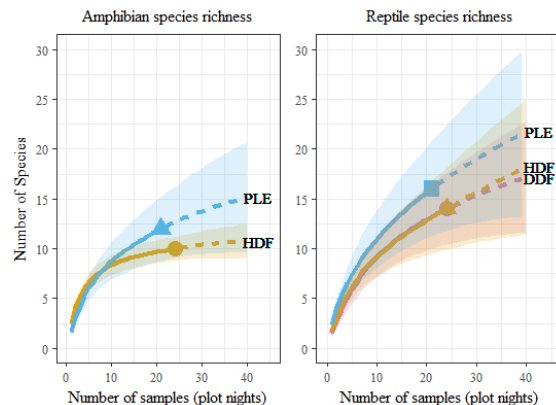 Amphibian species richness
Reptile species richness
Number of Species
30
25
20
15
10
5
0
PLE
HDF
0 10 20 30 40
Number of samples (plot nights)
30
25
20
15
10
5
0
PLE
HDF
DDF
0 10 20 30 40
Number of samples (plot nights)